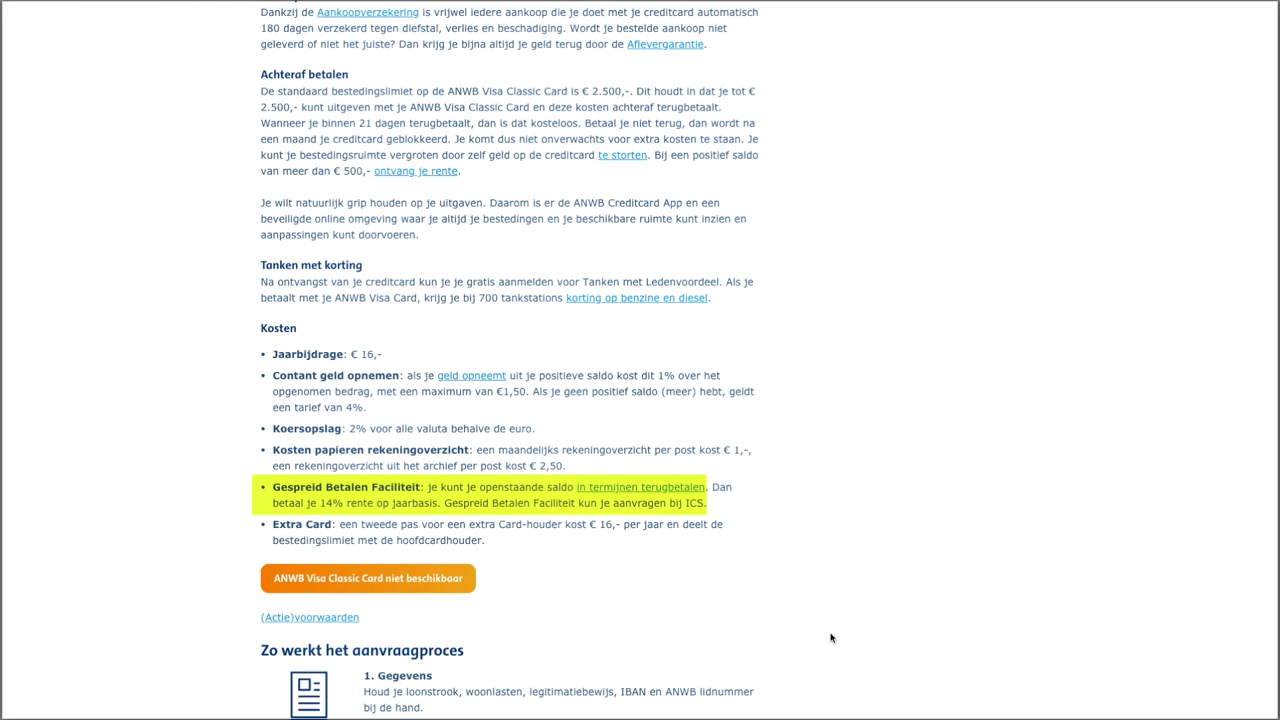 Dankzij de Aankoopverzekering is vrijwel iedere aankoop die je doet met je creditcard automatisch
180 dagen verzekerd tegen diefstal, verlies en beschadiging. Wordt je bestelde aankoop niet
geleverd of niet het juiste? Dan krijg je bijna altijd je geld terug door de Aflevergarantie.
Achteraf betalen
De standaard bestedingslimiet op de ANWB Visa Classic Card is € 2.500,-. Dit houdt in dat je tot €
2.500,- kunt uitgeven met je ANWB Visa Classic Card en deze kosten achteraf terugbetaalt.
Wanneer je binnen 21 dagen terugbetaalt, dan is dat kosteloos. Betaal je niet terug, dan wordt na
een maand je creditcard geblokkeerd. Je komt dus niet onverwachts voor extra kosten te staan. Je
kunt je bestedingsruimte vergroten door zelf geld op de creditcard te storten. Bij een positief saldo
van meer dan € 500,- ontvang je rente.
Je wilt natuurlijk grip houden op je uitgaven. Daarom is er de ANWB Creditcard App en een
beveiligde online omgeving waar je altijd je bestedingen en je beschikbare ruimte kunt inzien en
aanpassingen kunt doorvoeren.
Tanken met korting
Na ontvangst van je creditcard kun je je gratis aanmelden voor Tanken met Ledenvoordeel. Als je
betaalt met je ANWB Visa Card, krijg je bij 700 tankstations korting op benzine en diesel.
Kosten
• Jaarbijdrage: € 16,-
• Contant geld opnemen: als je geld opneemt uit je positieve saldo kost dit 1% over het
opgenomen bedrag, met een maximum van €1,50. Als je geen positief saldo (meer) hebt, geldt
een tarief van 4%.
• Koersopslag: 2% voor alle valuta behalve de euro.
• Kosten papieren rekeningoverzicht: een maandelijks rekeningoverzicht per post kost € 1,-,
een rekeningoverzicht uit het archief per post kost € 2,50.
• Gespreid Betalen Faciliteit: je kunt je openstaande saldo in termijnen terugbetalen. Dan
betaal je 14% rente op jaarbasis. Gespreid Betalen Faciliteit kun je aanvragen bij ICS.
• Extra Card: een tweede pas voor een extra Card-houder kost € 16,- per jaar en deelt de
bestedingslimiet met de hoofdcardhouder.
ANWB Visa Classic Card niet beschikbaar
(Actie)voorwaarden
Zo werkt het aanvraagproces
1. Gegevens
Houd je loonstrook, woonlasten, legitimatiebewijs, IBAN en ANWB lidnummer
bij de hand.